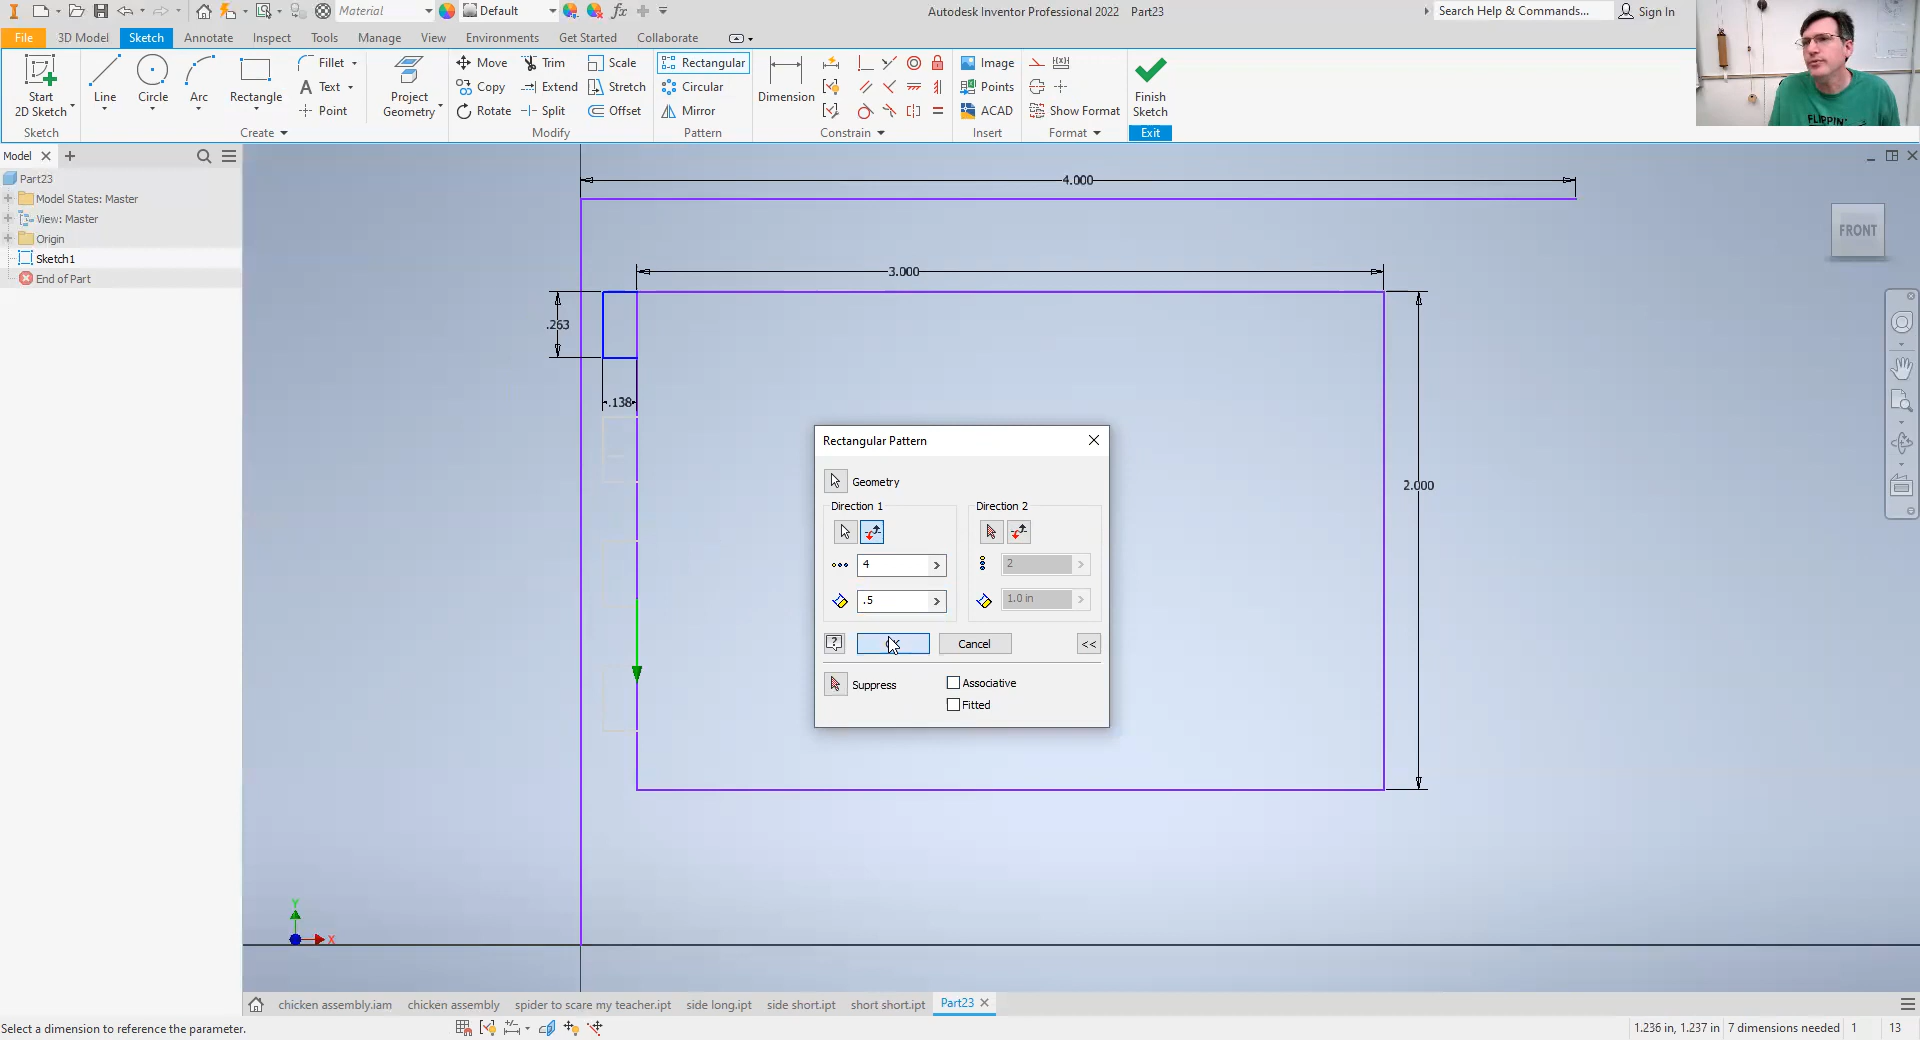 Material
Default
fx
Autodesk Inventor Professional 2022 Part23
Search Help & Commands...
Sign In
File 3D Model Sketch Annotate Inspect Tools Manage View Environments Get Started Collaborate
Start
2D Sketch
Line
Circle
Arc
Rectangle
Fillet
Text
Point
Project
Geometry
Move
Copy
Rotate
Trim
Extend
Split
Scale
Stretch
Offset
Rectangular
Circular
Mirror
Dimension
Image
Points
ACAD
Show Format
Finish
Sketch
Sketch Create Modify Pattern Constrain Insert Format Exit
FLIPPIN'
Model
Part23
Model States: Master
View: Master
Origin
Sketch1
End of Part
4.000
3.000
.263
.138
2.000
FRONT
Rectangular Pattern
Geometry
Direction 1 Direction 2
4 2
.5 1.0 in
Cancel <<
Suppress Associative
Fitted
Y
X
chicken assembly.iam chicken assembly spider to scare my teacher.ipt side long.ipt side short.ipt short short.ipt Part23
Select a dimension to reference the parameter.
1.236 in, 1.237 in 7 dimensions needed 1 13